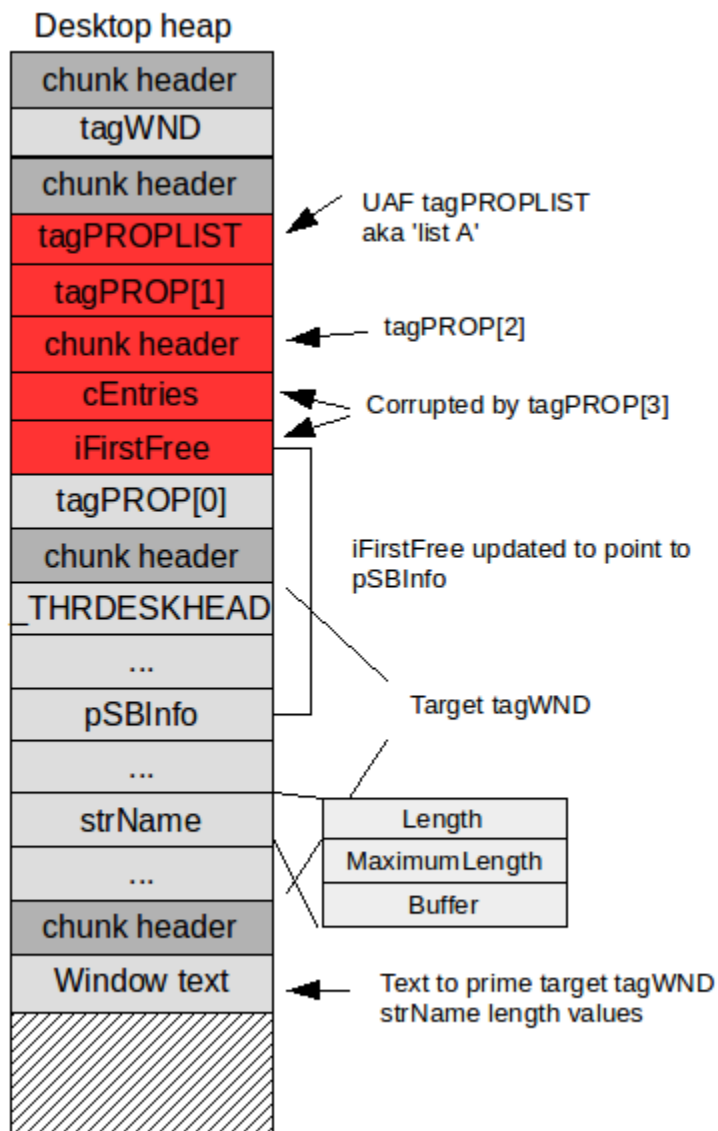 Desktop heap
chunk header
tagWND
chunk header
tagPROPLIST
UAF tagPROPLIST
aka 'list A'
tagPROP[1]
chunk header
tagPROP[2]
cEntries
Corrupted by tagPROP[3]
iFirstFree
tagPROP[0]
iFirstFree updated to point to
pSBInfo
chunk header
_THRDESKHEAD
...
pSBInfo
Target tagWND
...
strName
Length
MaximumLength
Buffer
...
chunk header
Window text
Text to prime target tagWND
strName length values